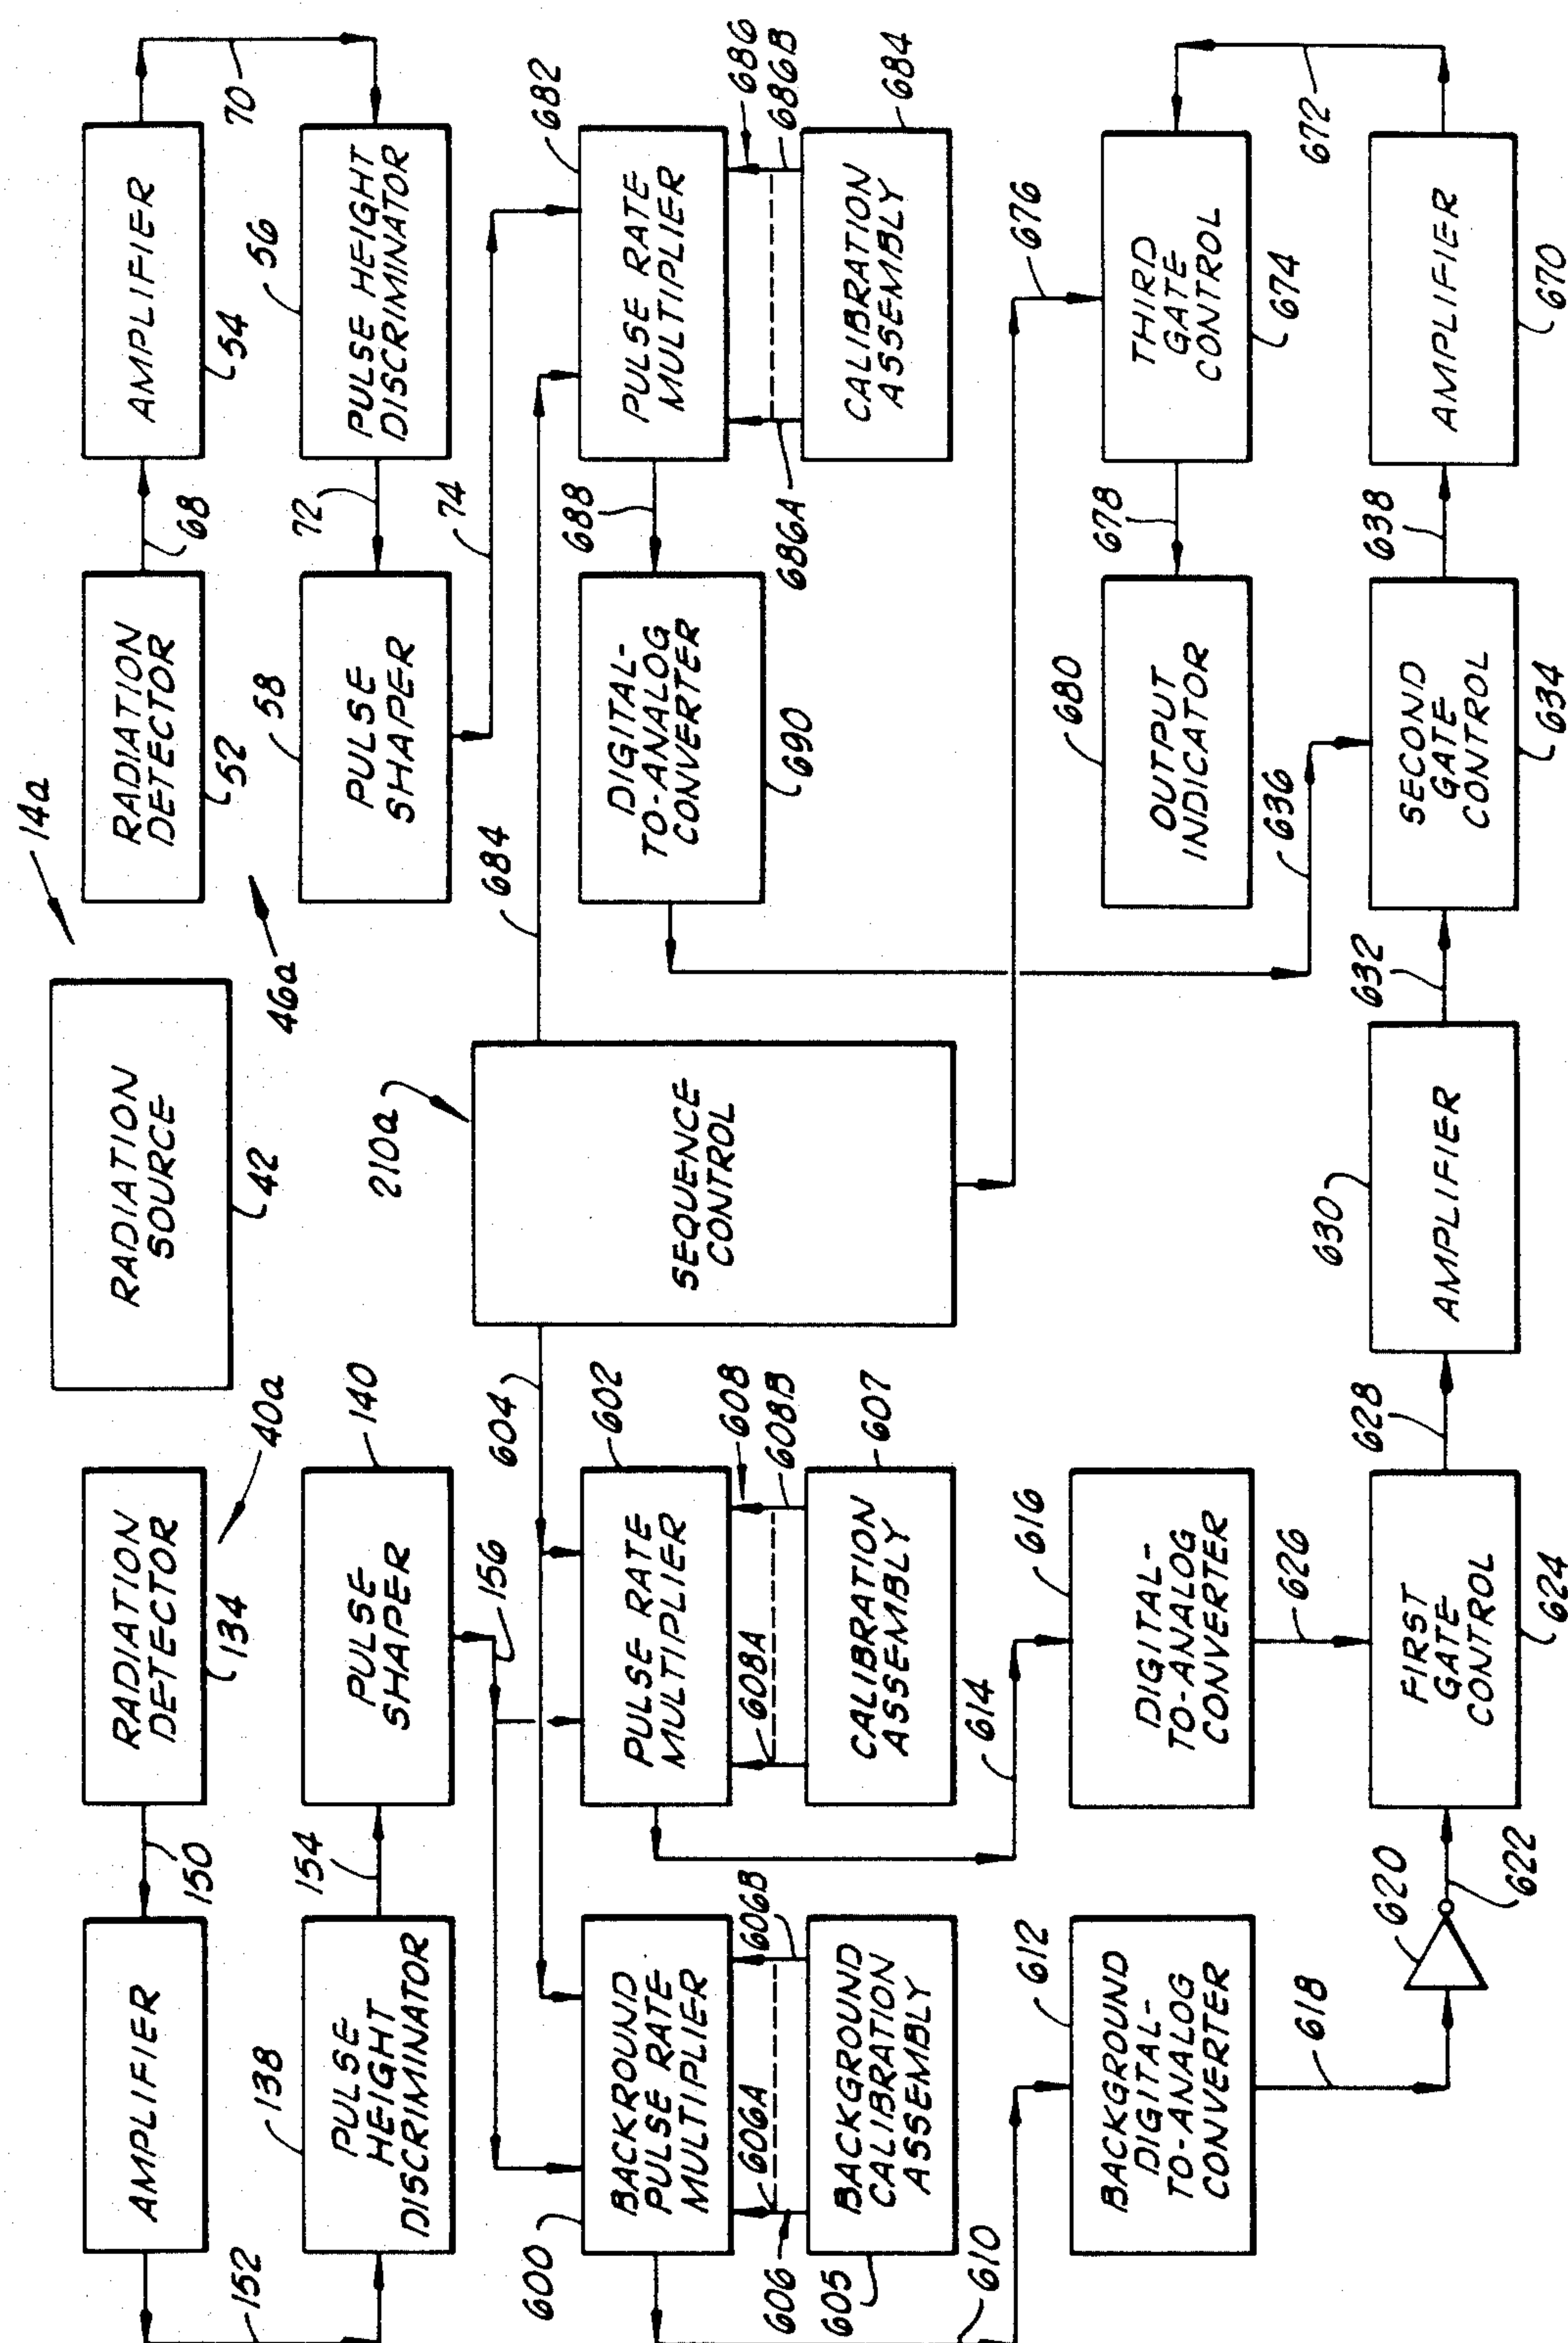 14a
AMPLIFIER
152
150
RADIATION
DETECTOR
134
40a
RADIATION
SOURCE
42
46a
RADIATION
DETECTOR
52
68
AMPLIFIER
54
70
138
PULSE
HEIGHT
DISCRIMINATOR
154
PULSE
SHAPER
140
156
58
PULSE
SHAPER
72
56
PULSE HEIGHT
DISCRIMINATOR
74
210a
SEQUENCE
CONTROL
604
684
600
BACKROUND
PULSE RATE
MULTIPLIER
606
606A
606B
605
BACKGROUND
CALIBRATION
ASSEMBLY
602
PULSE RATE
MULTIPLIER
608A
608
608B
607
CALIBRATION
ASSEMBLY
688
DIGITAL-
TO-ANALOG
CONVERTER
690
682
PULSE RATE
MULTIPLIER
686A
686
686B
CALIBRATION
ASSEMBLY
684
610
612
BACKGROUND
DIGITAL-
TO-ANALOG
CONVERTER
618
614
616
DIGITAL-
TO-ANALOG
CONVERTER
626
676
680
OUTPUT
INDICATOR
678
THIRD
GATE
CONTROL
674
672
636
620
622
FIRST
GATE
CONTROL
624
628
630
AMPLIFIER
632
SECOND
GATE
CONTROL
634
638
AMPLIFIER
670